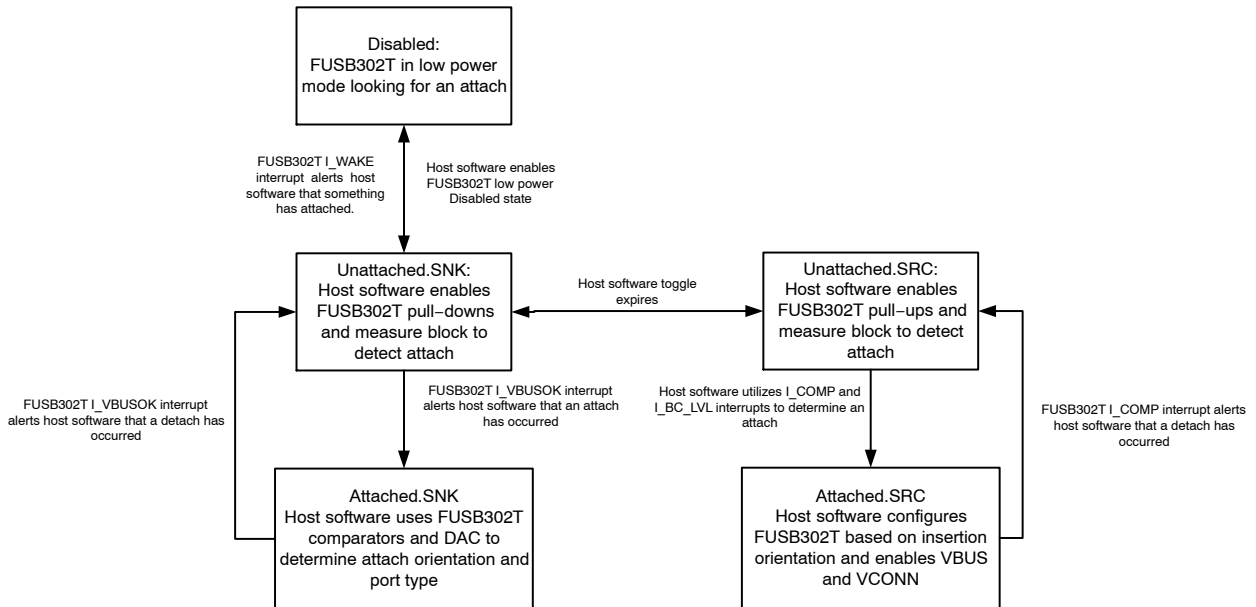 Disabled:
FUSB302T in low power
mode looking for an attach
FUSB302T I_WAKE
interrupt alerts host
software that something
has attached.
Host software enables
FUSB302T low power
Disabled state
Unattached.SNK:
Host software enables
FUSB302T pull−downs
and measure block to
detect attach
Host software toggle
expires
Unattached.SRC:
Host software enables
FUSB302T pull−ups and
measure block to detect
attach
FUSB302T I_VBUSOK interrupt
alerts host software that a detach has
occurred
FUSB302T I_VBUSOK interrupt
alerts host software that an attach
has occurred
Host software utilizes I_COMP and
I_BC_LVL interrupts to determine an
attach
FUSB302T I_COMP interrupt alerts
host software that a detach has
occurred
Attached.SNK
Host software uses FUSB302T
comparators and DAC to
determine attach orientation and
port type
Attached.SRC
Host software configures
FUSB302T based on insertion
orientation and enables VBUS
and VCONN